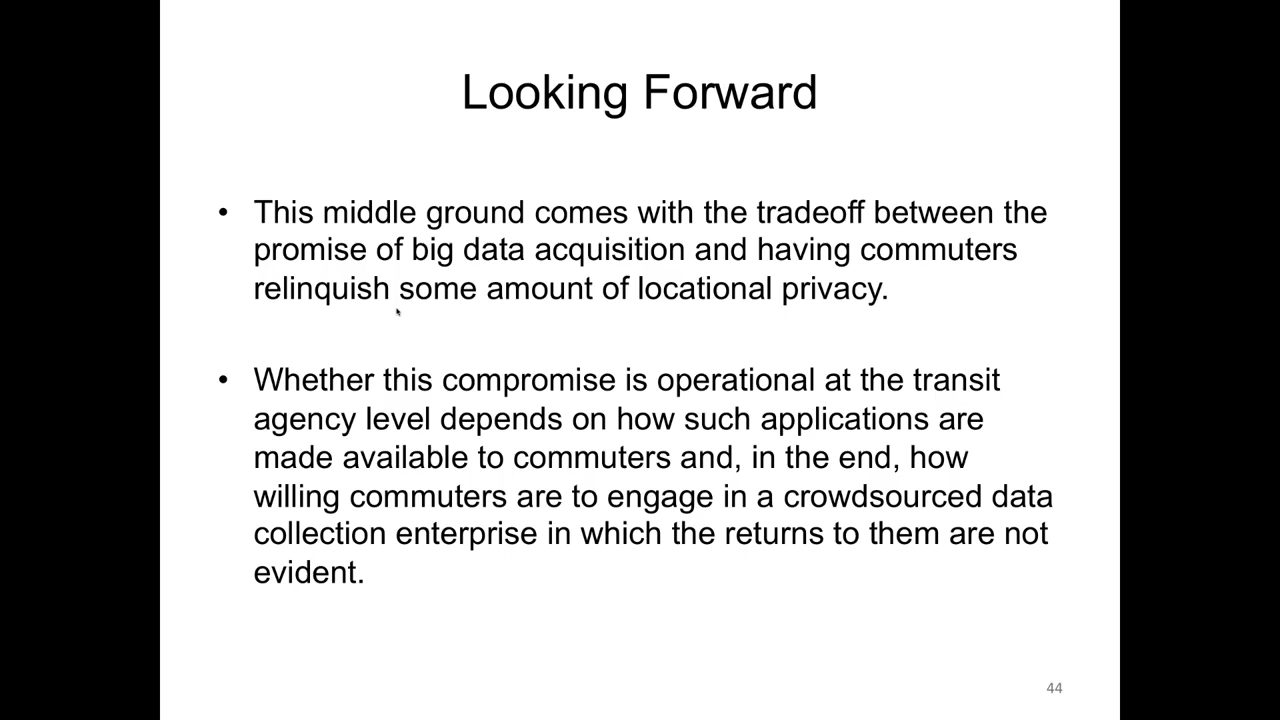 Looking Forward
• This middle ground comes with the tradeoff between the
promise of big data acquisition and having commuters
relinquish some amount of locational privacy.
• Whether this compromise is operational at the transit
agency level depends on how such applications are
made available to commuters and, in the end, how
willing commuters are to engage in a crowdsourced data
collection enterprise in which the returns to them are not
evident.
44